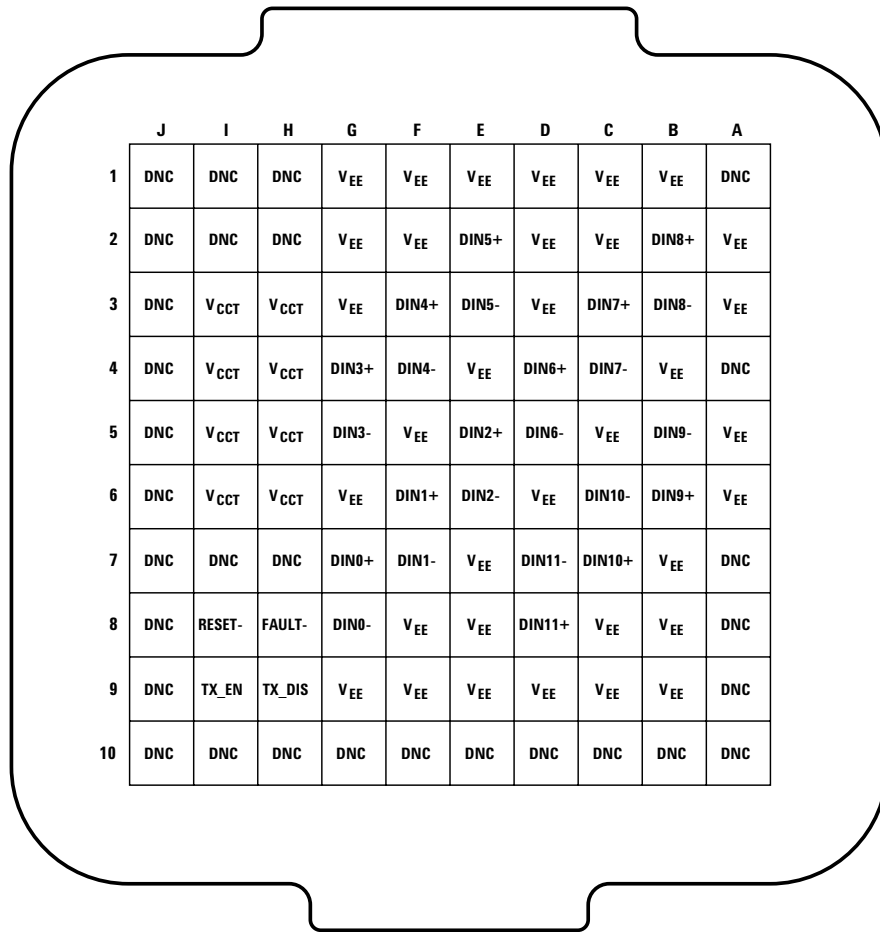 J I H G F E D C B A
1 DNC DNC DNC VEE VEE VEE VEE VEE VEE DNC
2 DNC DNC DNC VEE VEE DIN5+ VEE VEE DIN8+ VEE
3 DNC VCCT VCCT VEE DIN4+ DIN5- VEE DIN7+ DIN8- VEE
4 DNC VCCT VCCT DIN3+ DIN4- VEE DIN6+ DIN7- VEE DNC
5 DNC VCCT VCCT DIN3- VEE DIN2+ DIN6- VEE DIN9- VEE
6 DNC VCCT VCCT VEE DIN1+ DIN2- VEE DIN10- DIN9+ VEE
7 DNC DNC DNC DIN0+ DIN1- VEE DIN11- DIN10+ VEE DNC
8 DNC RESET- FAULT- DIN0- VEE VEE DIN11+ VEE VEE DNC
9 DNC TX_EN TX_DIS VEE VEE VEE VEE VEE VEE DNC
10 DNC DNC DNC DNC DNC DNC DNC DNC DNC DNC